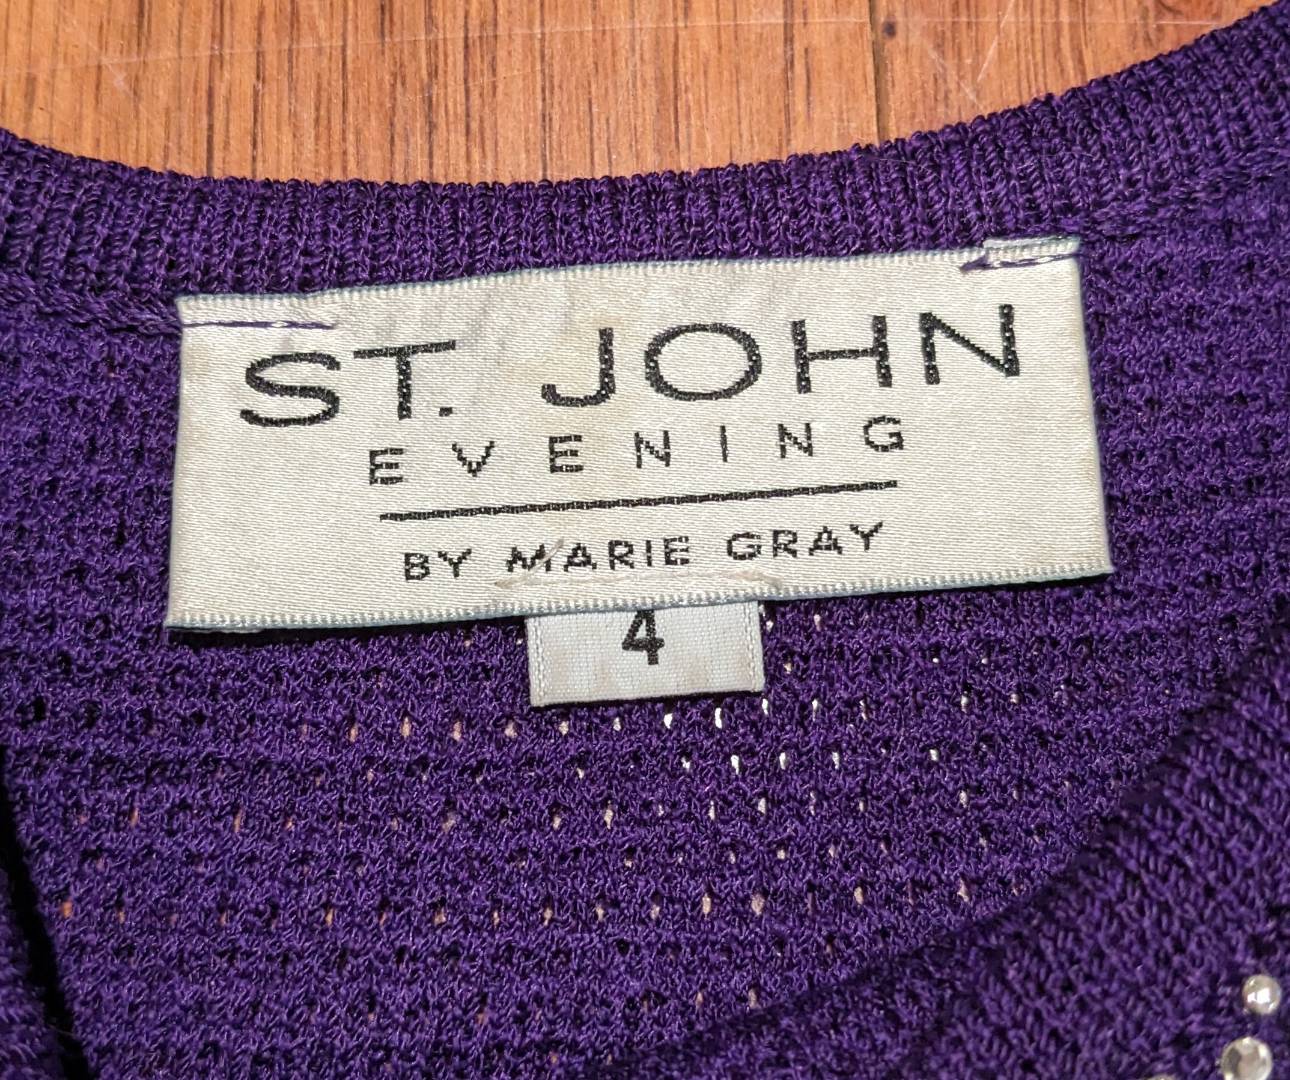 ST. JOHN
EVENING
BY MARIE GRAY
4